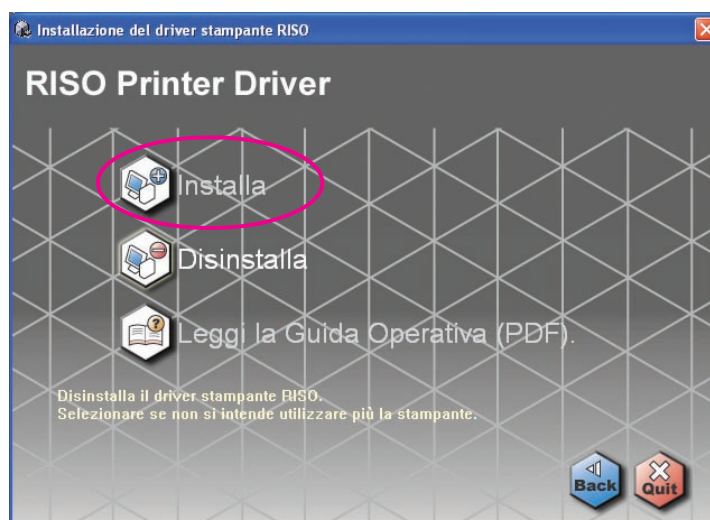 Installazione del driver stampante RISO
RISO Printer Driver
Installa
Disinstalla
Leggi la Guida Operativa (PDF).
Disinstalla il driver stampante RISO.
Selezionare se non si intende utilizzare più la stampante.
Back
Quit